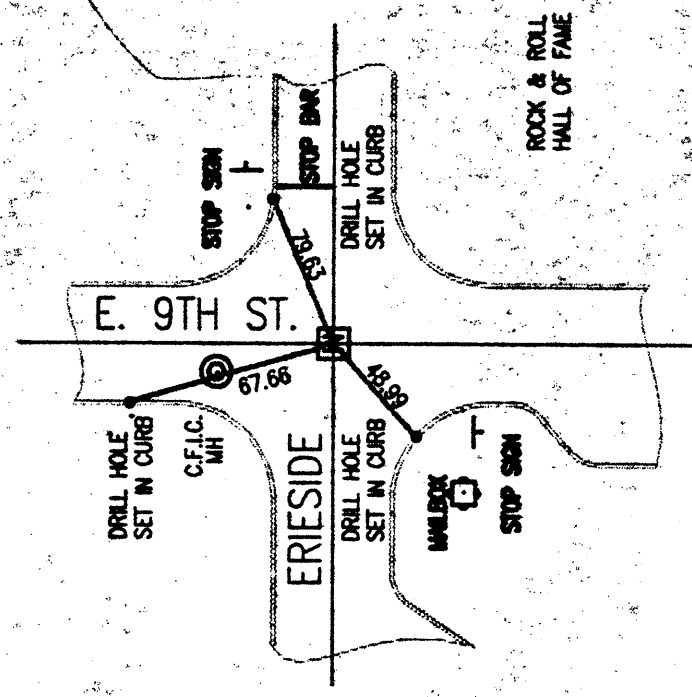 ROCK & ROLL
HALL OF FAME
STOP SIGN
STOP BAR
DRILL HOLE
SET IN CURB
79.63
E. 9TH ST.
67.66
48.99
DRILL HOLE
SET IN CURB
C.F.I.C.
MH
ERIESIDE
DRILL HOLE
SET IN CURB
MAILBOX
STOP SIGN